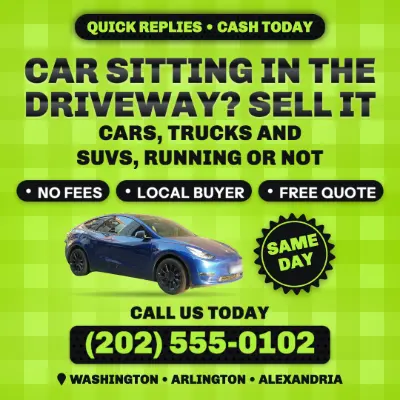 QUICK REPLIES • CASH TODAY
CAR SITTING IN THE
DRIVEWAY? SELL IT
CARS, TRUCKS AND
SUVS, RUNNING OR NOT
• NO FEES • LOCAL BUYER • FREE QUOTE
SAME
DAY
CALL US TODAY
(202) 555-0102
WASHINGTON • ARLINGTON • ALEXANDRIA